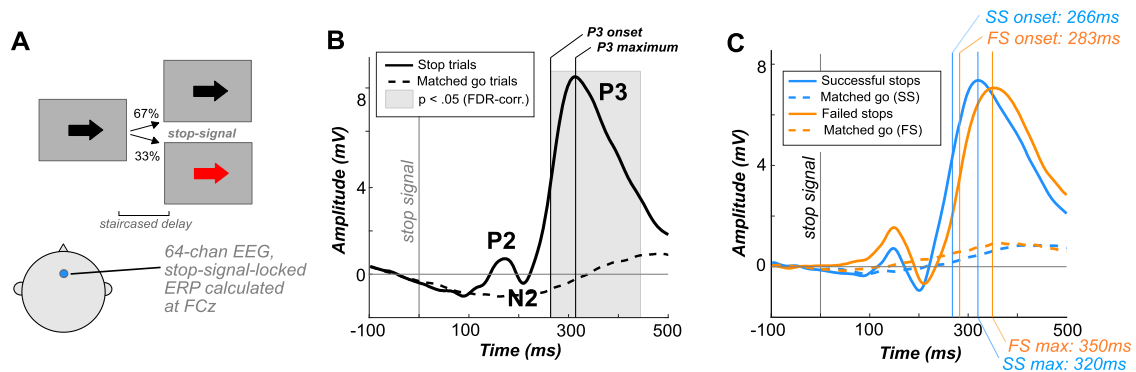 A
67%
stop-signal
33%
staircased delay
64-chan EEG,
stop-signal-locked
ERP calculated
at FCz
B
P3 onset
P3 maximum
Stop trials
Matched go trials
p < .05 (FDR-corr.)
P3
P2
N2
stop signal
Amplitude (mV)
8
4
0
-100
100
300
500
Time (ms)
C
SS onset: 266ms
FS onset: 283ms
Successful stops
Matched go (SS)
Failed stops
Matched go (FS)
stop signal
Amplitude (mV)
8
4
0
-100
100
300
500
Time (ms)
FS max: 350ms
SS max: 320ms